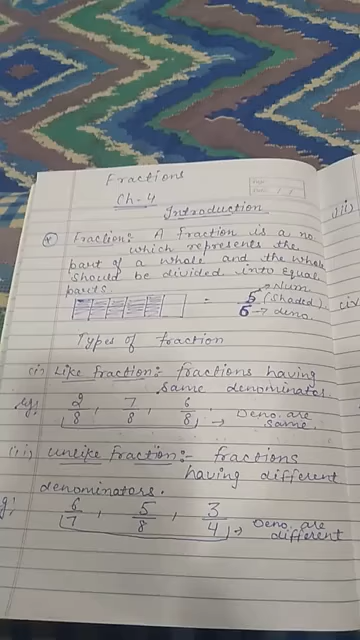 Fractions
Ch-4
Introduction
Fraction:- A fraction is a no.
which represents the
part of a whole and the whole
should be divided into equal
parts.
= 5 → Num. (Shaded)
6 → deno.
Types of fraction
(i) Like fraction:- fractions having
same denominator.
eg: 2/8, 7/8, 6/8 → Deno. are
same.
(ii) unlike fraction:- fractions
having different
denominators.
g: 6/7, 5/8, 3/4 → Deno. are
different
(iii)
(iv